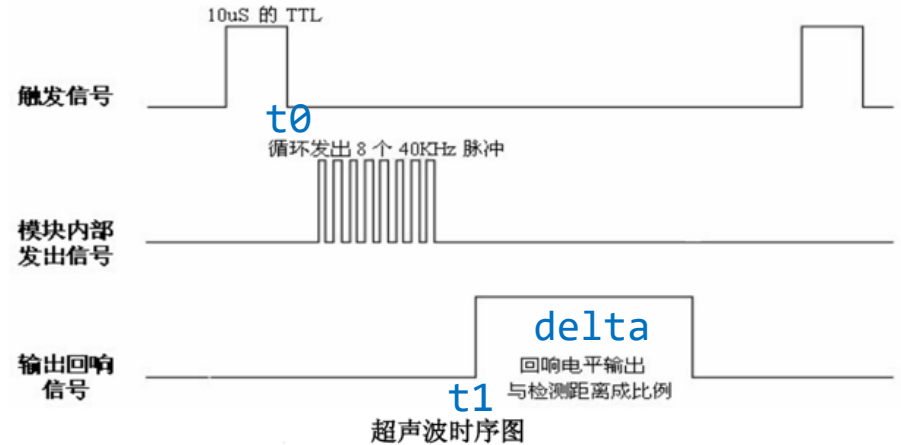 10uS 的 TTL
触发信号
t0
循环发出 8 个 40KHz 脉冲
模块内部
发出信号
delta
输出回响
信号
回响电平输出
与检测距离成比例
t1
超声波时序图